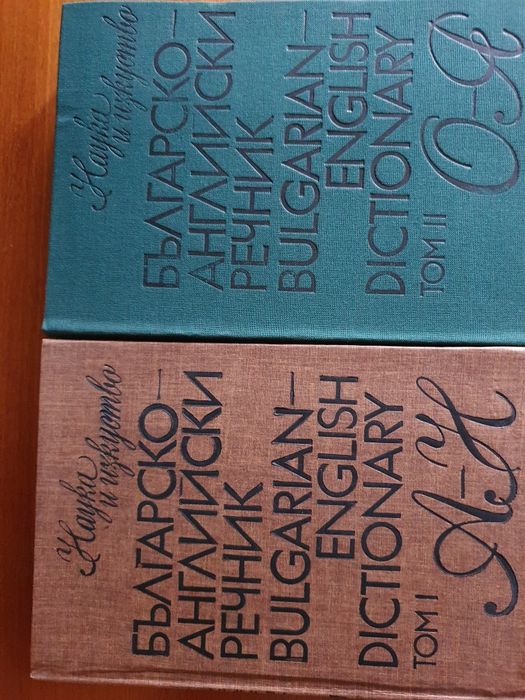 Наука
и изкуство
БЪЛГАРСКО–
АНГЛИЙСКИ
РЕЧНИК
BULGARIAN–
ENGLISH
DICTIONARY
ТОМ II
О-Я
Наука
и изкуство
БЪЛГАРСКО–
АНГЛИЙСКИ
РЕЧНИК
BULGARIAN–
ENGLISH
DICTIONARY
ТОМ I
А-Н